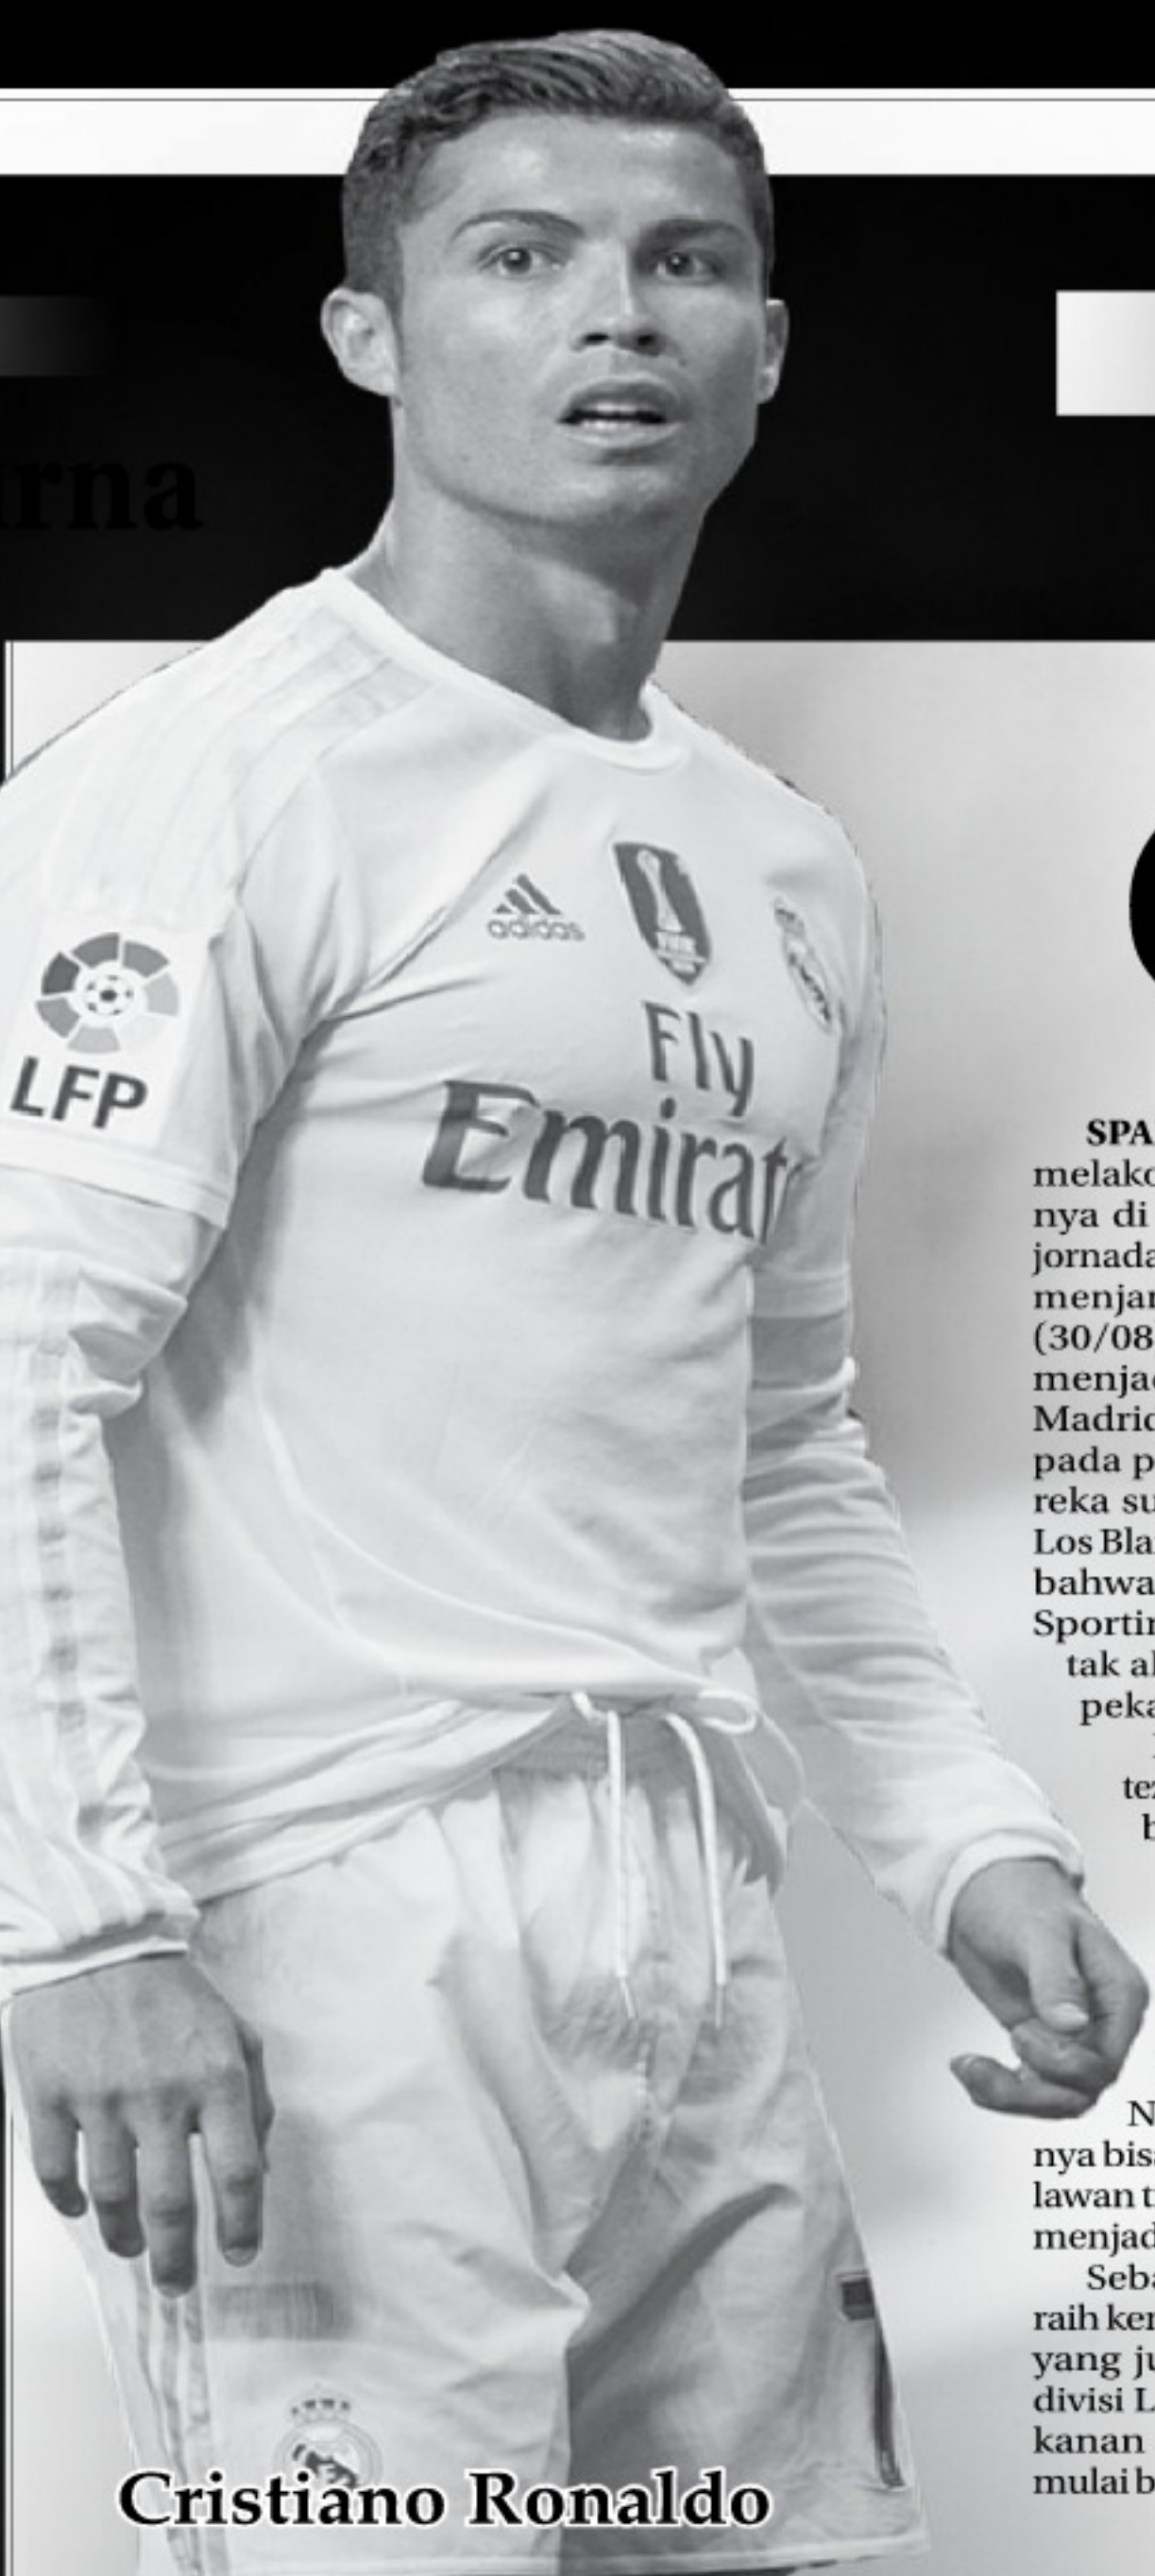 rna
adidas
Fly
Emirat
LFP
SPA
melako
nya di
jornada
menjar
(30/08
menjad
Madrid
pada p
reka su
Los Bla
bahwa
Sportin
tak al
peka
tez
b
N
nya bisa
lawan t
menjad
Seba
raih ker
yang ju
divisi L
kanan
mulai b
Cristiano Ronaldo